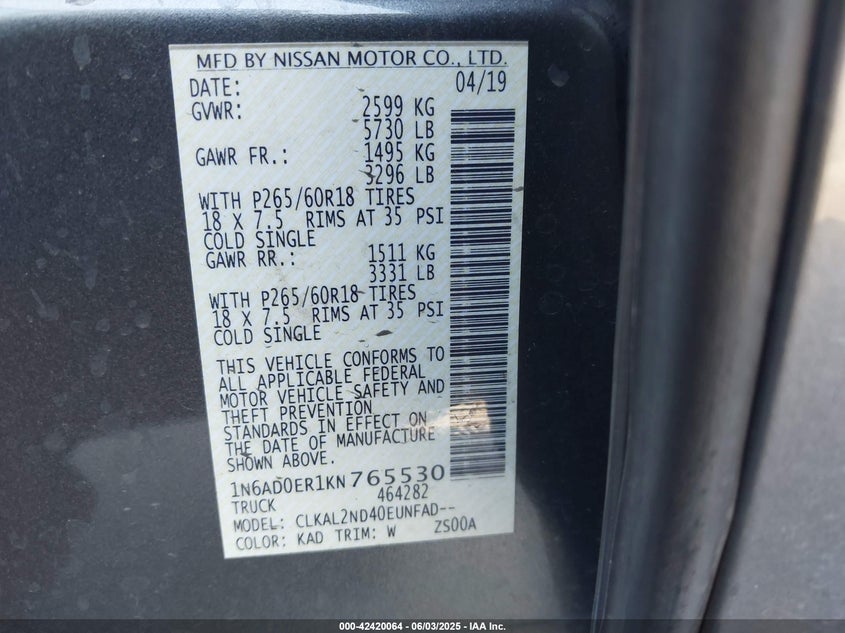 MFD BY NISSAN MOTOR CO., LTD.
DATE: 04/19
GVWR: 2599 KG
5730 LB
GAWR FR.: 1495 KG
3296 LB
WITH P265/60R18 TIRES
18 X 7.5 RIMS AT 35 PSI
COLD SINGLE
GAWR RR.: 1511 KG
3331 LB
WITH P265/60R18 TIRES
18 X 7.5 RIMS AT 35 PSI
COLD SINGLE
THIS VEHICLE CONFORMS TO
ALL APPLICABLE FEDERAL
MOTOR VEHICLE SAFETY AND
THEFT PREVENTION
STANDARDS IN EFFECT ON
THE DATE OF MANUFACTURE
SHOWN ABOVE.
1N6AD0ER1KN765530
TRUCK 464282
MODEL: CLKAL2ND40EUNFAD--
COLOR: KAD TRIM: W ZS00A
000-42420064 - 06/03/2025 - IAA Inc.